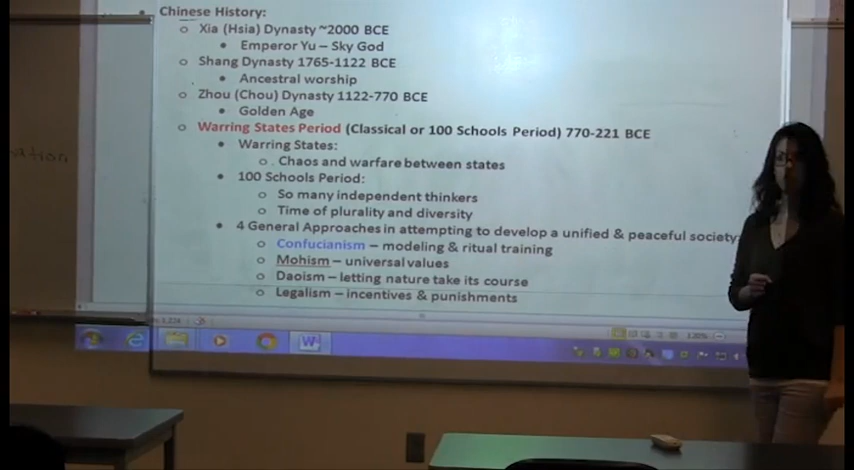 Chinese History:
Xia (Hsia) Dynasty ~2000 BCE
Emperor Yu – Sky God
Shang Dynasty 1765-1122 BCE
Ancestral worship
Zhou (Chou) Dynasty 1122-770 BCE
Golden Age
Warring States Period (Classical or 100 Schools Period) 770-221 BCE
Warring States:
Chaos and warfare between states
100 Schools Period:
So many independent thinkers
Time of plurality and diversity
4 General Approaches in attempting to develop a unified & peaceful society:
Confucianism – modeling & ritual training
Mohism – universal values
Daoism – letting nature take its course
Legalism – incentives & punishments